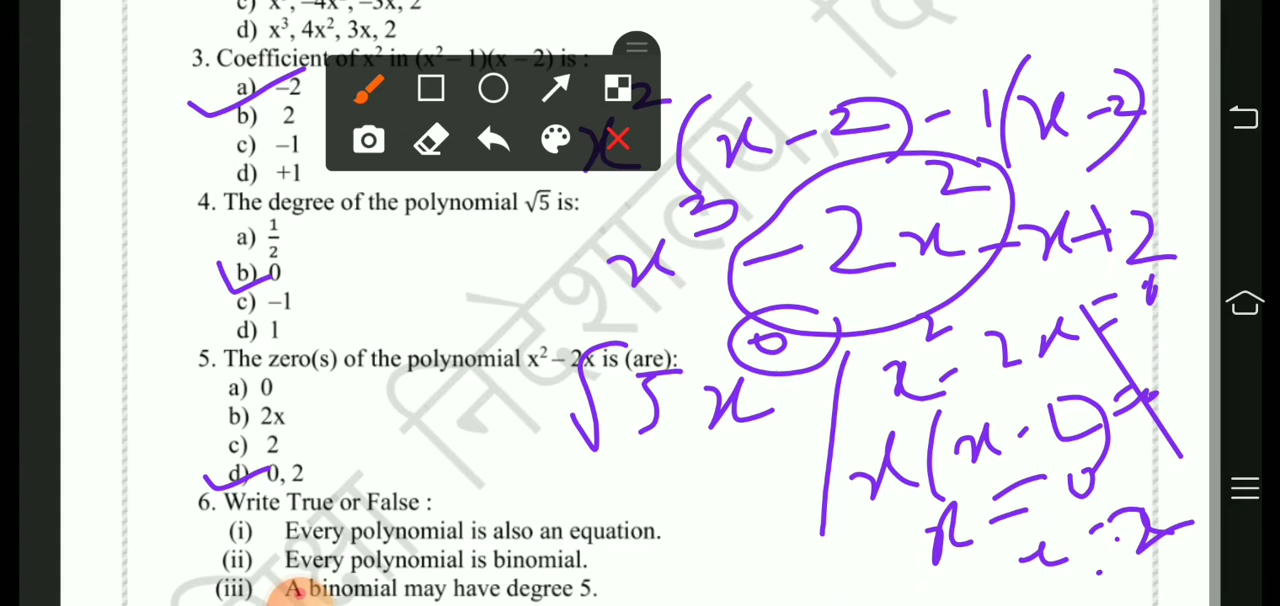 c) x³, –4x², –3x, 2
d) x³, 4x², 3x, 2
3. Coefficient of x² in (x² – 1)(x – 2) is :
a) –2
b) 2
c) –1
d) +1
x²(x – 2) – 1(x – 2)
x³ – 2x² – x + 2
4. The degree of the polynomial √5 is:
a) 1/2
b) 0
c) –1
d) 1
√5 x⁰
5. The zero(s) of the polynomial x² – 2x is (are):
a) 0
b) 2x
c) 2
d) 0, 2
x² - 2x =
x(x -
x = 0
x = 2
6. Write True or False :
(i) Every polynomial is also an equation.
(ii) Every polynomial is binomial.
(iii) A binomial may have degree 5.
निदेशालय,